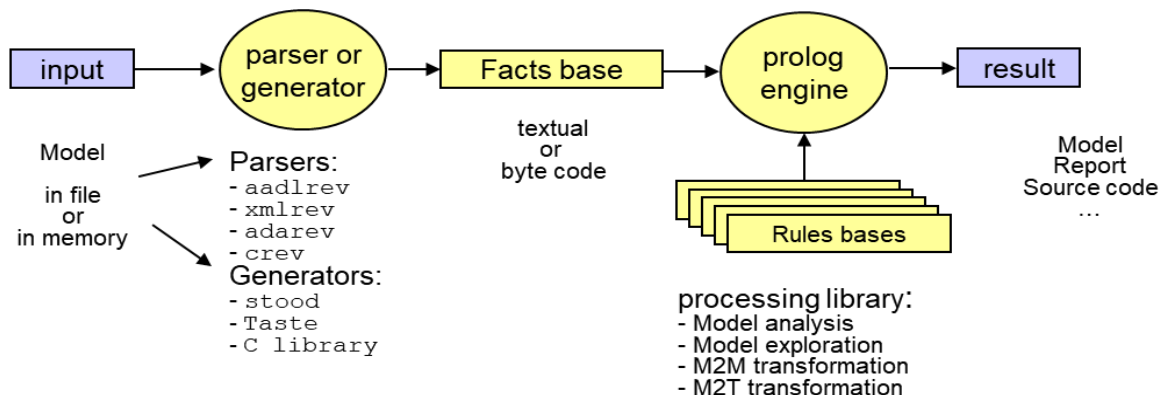 input
parser or
generator
Facts base
prolog
engine
result
Model
in file
or
in memory
Parsers:
- aadlrev
- xmlrev
- adarev
- crev
Generators:
- stood
- Taste
- C library
textual
or
byte code
Rules bases
processing library:
- Model analysis
- Model exploration
- M2M transformation
- M2T transformation
Model
Report
Source code
...